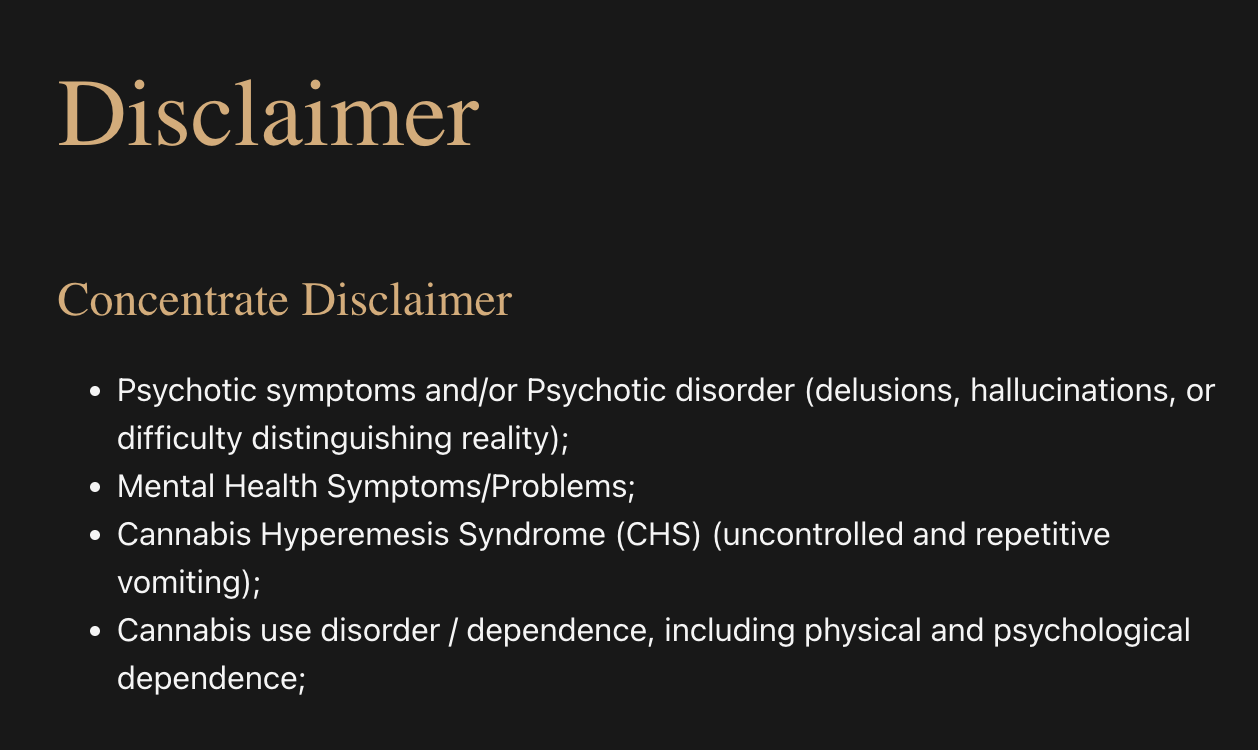 Disclaimer
Concentrate Disclaimer
• Psychotic symptoms and/or Psychotic disorder (delusions, hallucinations, or
difficulty distinguishing reality);
• Mental Health Symptoms/Problems;
• Cannabis Hyperemesis Syndrome (CHS) (uncontrolled and repetitive
vomiting);
• Cannabis use disorder / dependence, including physical and psychological
dependence;